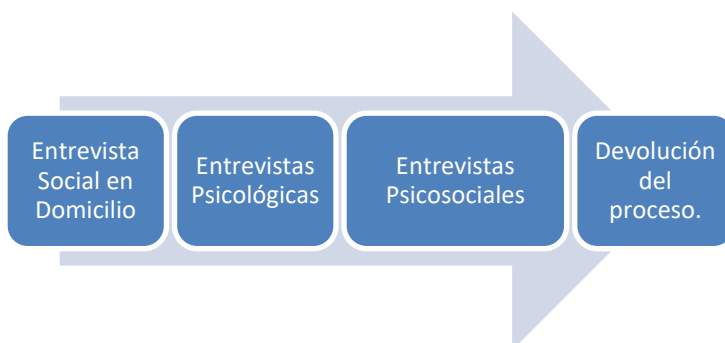 Entrevista
Social en
Domicilio
Entrevistas
Psicológicas
Entrevistas
Psicosociales
Devolución
del
proceso.